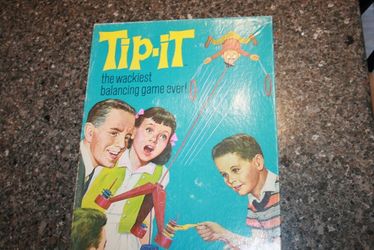 TIP-IT
the wackiest
balancing game ever!